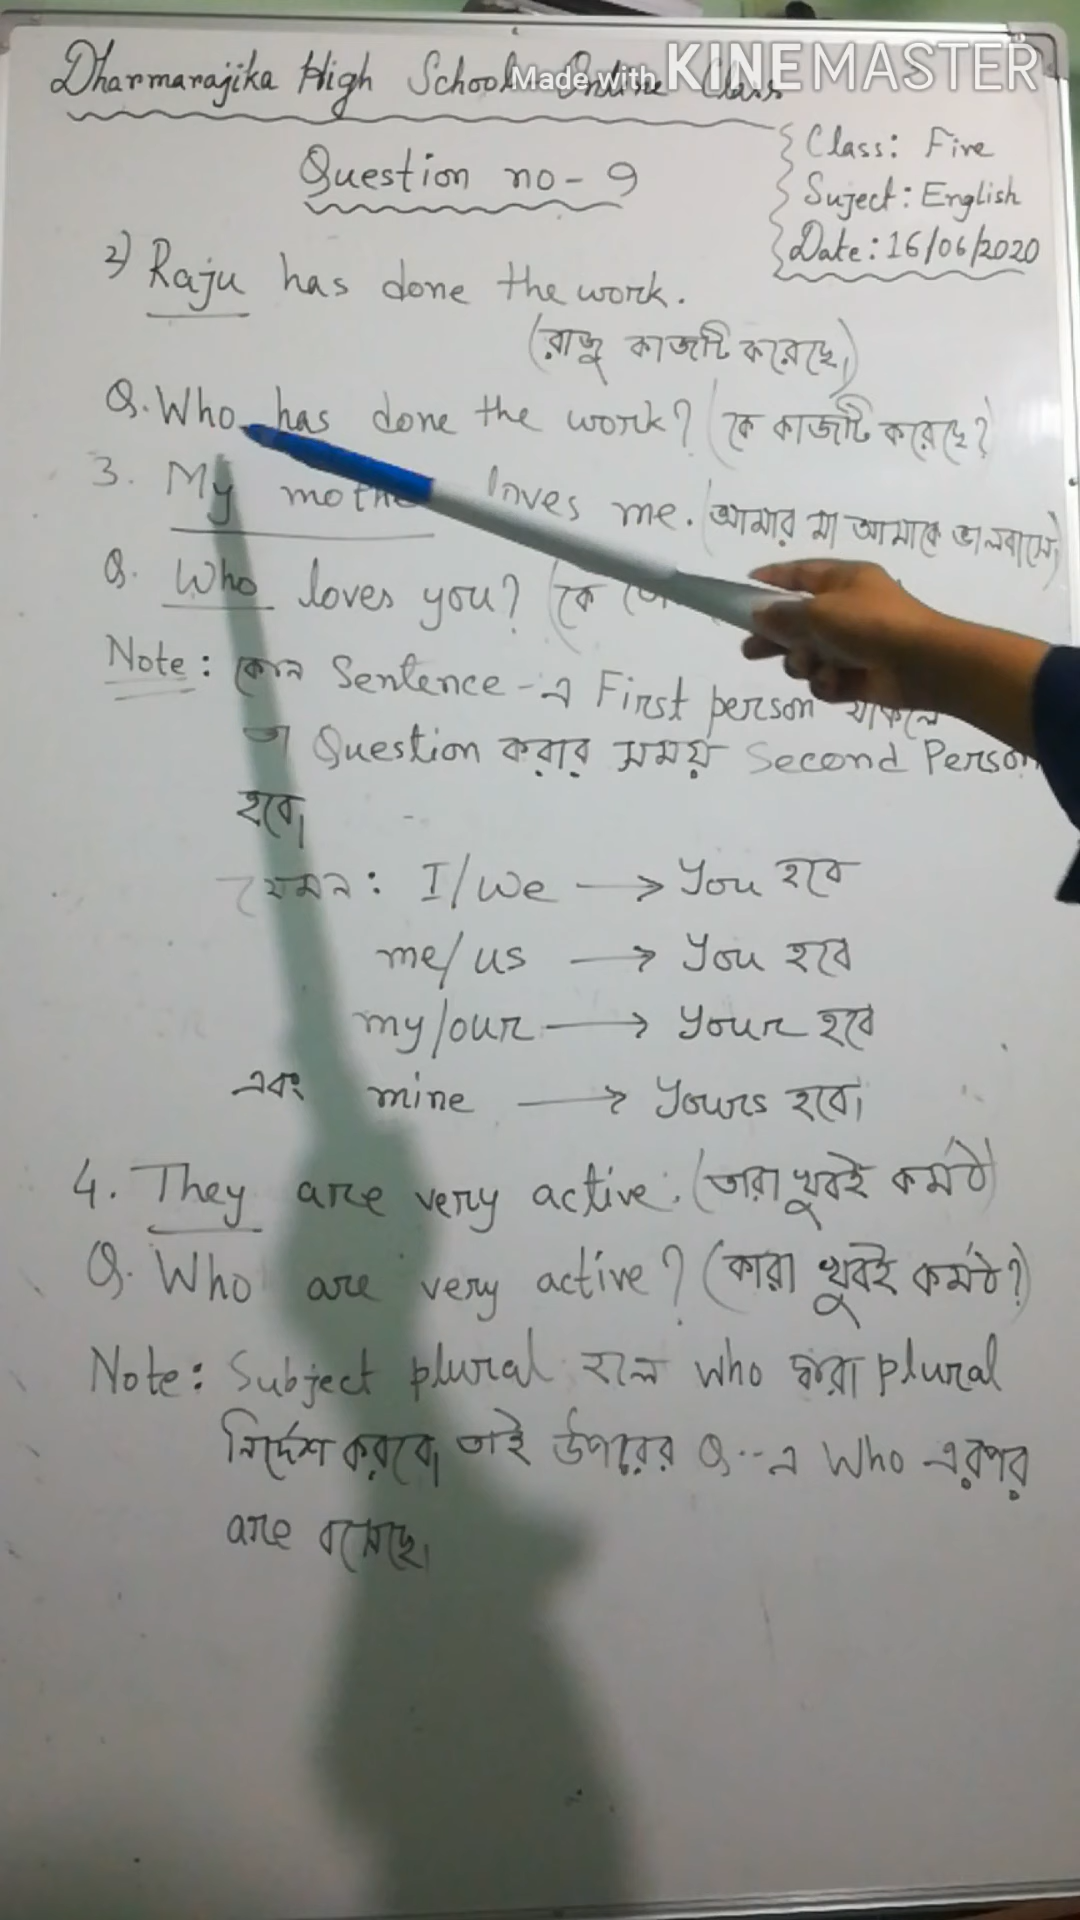 Dharmarajika High School Online Class
Made with KINEMASTER
Class: Five
Suject: English
Date: 16/06/2020
Question no - 9
2) Raju has done the work.
(রাজু কাজটি করেছে।)
Q. Who has done the work? (কে কাজটি করেছে?
3. My mother loves me. (আমার মা আমাকে ভালবাসে)
Q. Who loves you? (কে
Note: কোন Sentence-এ First person থাকলে
তা Question করার সময় Second Person
হবে।
যেমন: I/We → You হবে
me/us → You হবে
my/our → Your হবে
এবং mine → Yours হবে।
4. They are very active. (তারা খুবই কর্মঠ)
Q. Who are very active? (কারা খুবই কর্মঠ?)
Note: Subject plural হলে Who দ্বারা plural
নির্দেশ করবে। তাই উপরের Q..-এ Who এরপর
are বসেছে।